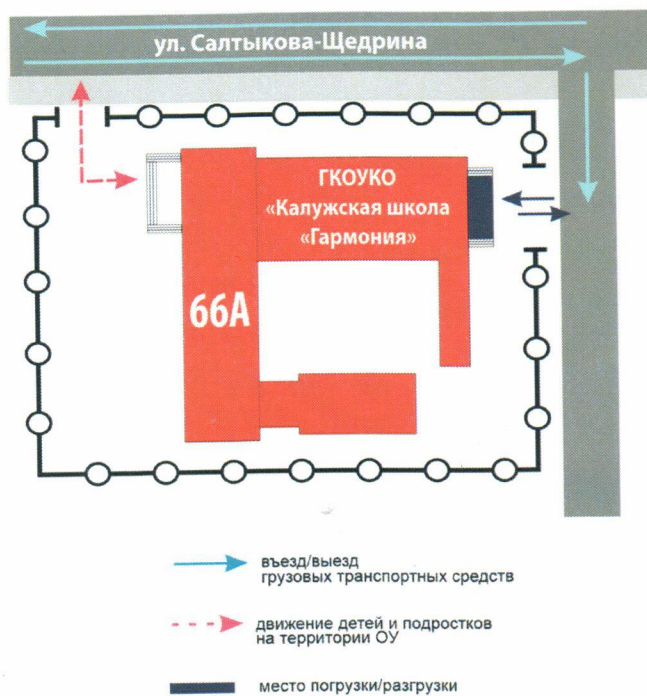 ул. Салтыкова-Щедрина
ГКОУКО
«Калужская школа
«Гармония»
66А
въезд/выезд
грузовых транспортных средств
движение детей и подростков
на территории ОУ
место погрузки/разгрузки